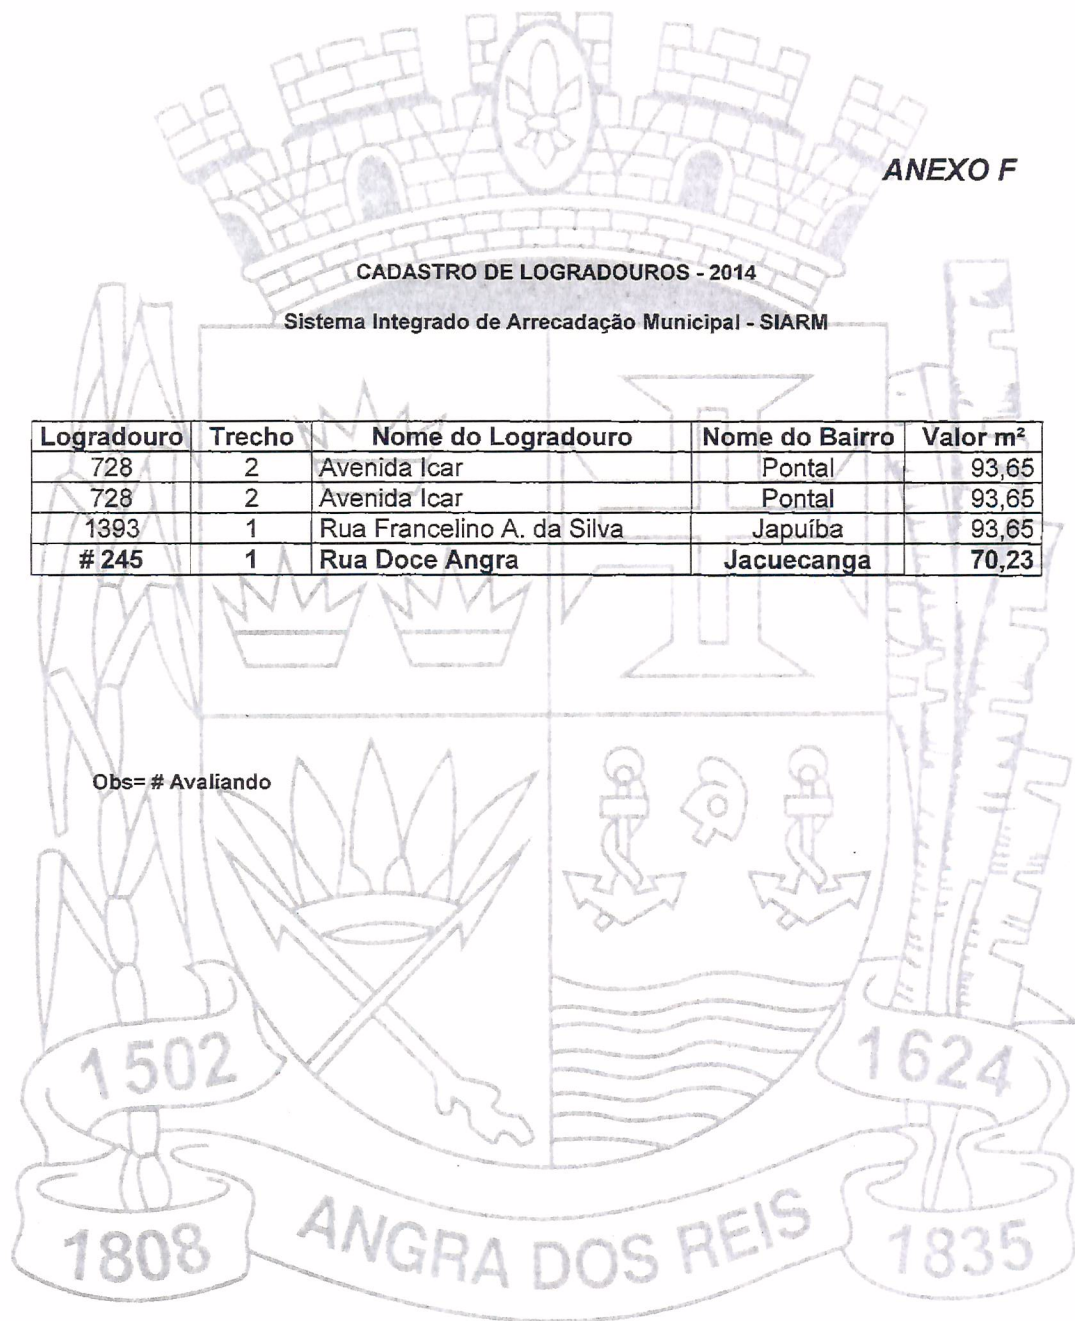 ANEXO F
CADASTRO DE LOGRADOUROS - 2014
Sistema Integrado de Arrecadação Municipal - SIARM
Logradouro Trecho Nome do Logradouro Nome do Bairro Valor m²
728 2 Avenida Icar Pontal 93,65
728 2 Avenida Icar Pontal 93,65
1393 1 Rua Francelino A. da Silva Japuíba 93,65
# 245 1 Rua Doce Angra Jacuecanga 70,23
Obs= # Avaliando
1502
1624
1808
ANGRA DOS REIS
1835